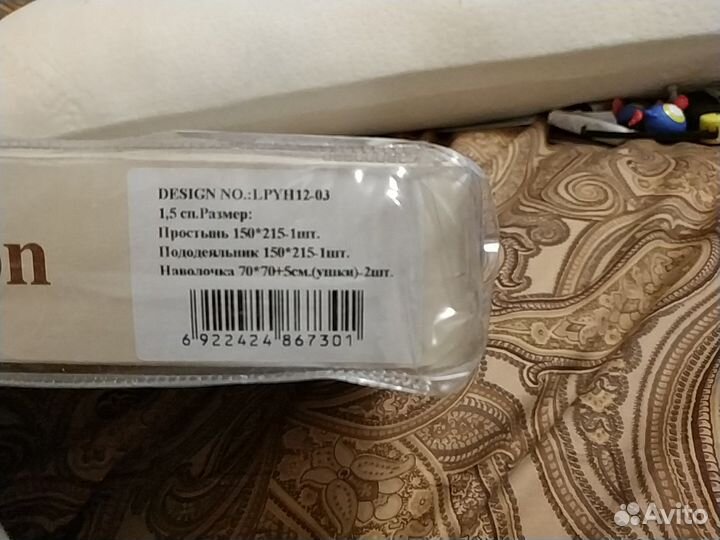 DESIGN NO.:LPYH12-03
1,5 сп.Размер:
Простынь 150*215-1шт.
Пододеяльник 150*215-1шт.
Наволочка 70*70+5см.(ушки)-2шт.
6 922424 867301
on
Avito